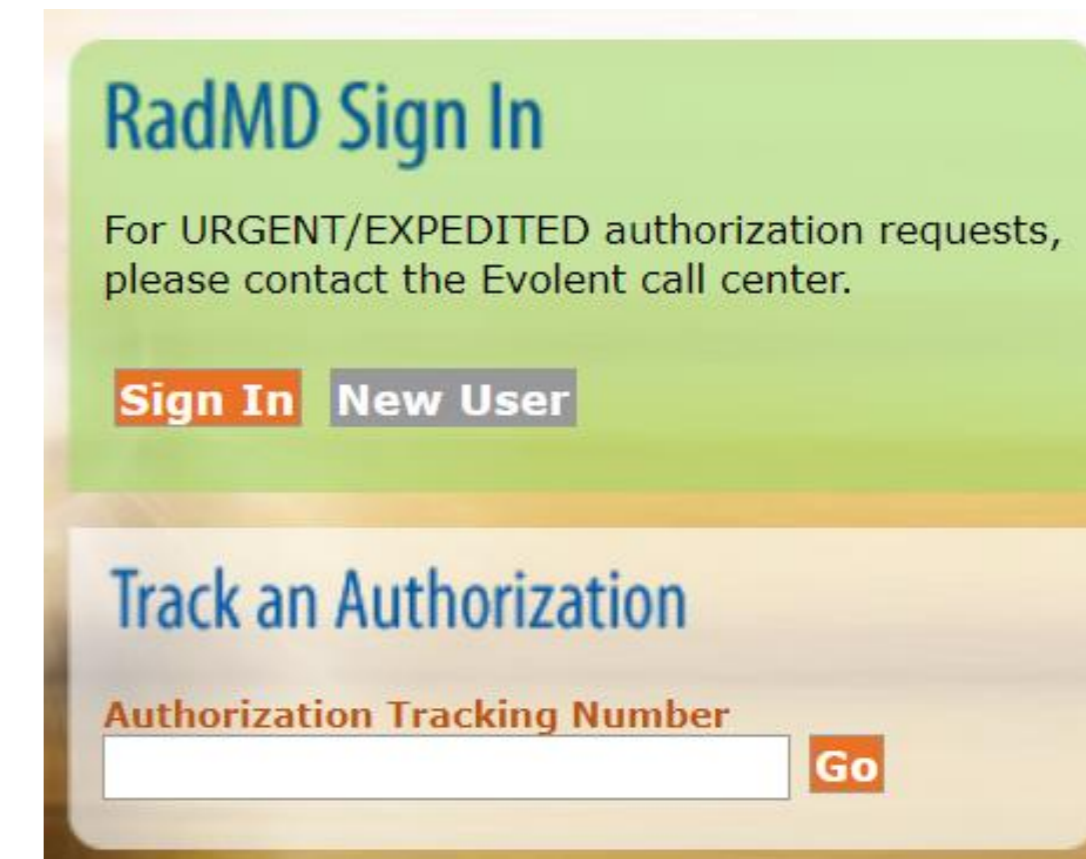 RadMD Sign In
For URGENT/EXPEDITED authorization requests,
please contact the Evolent call center.
Sign In New User
Track an Authorization
Authorization Tracking Number
Go